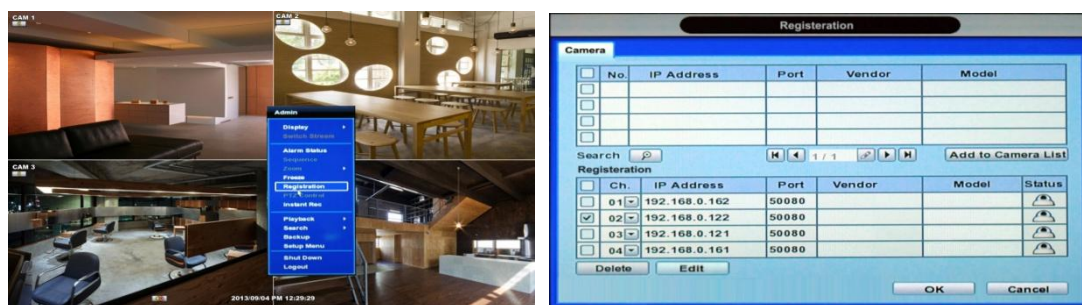 CAM 1
CAM 2
Admin
Display
Switch Stream
Alarm Status
Sequence
Zoom
Freeze
Registration
PTZ Control
Instant Rec
Playback
Search
Backup
Setup Menu
Shut Down
Logout
CAM 3
2013/09/04 PM 12:29:29
Registeration
Camera
No. IP Address Port Vendor Model
Search 1 / 1 Add to Camera List
Registeration
Ch. IP Address Port Vendor Model Status
01 192.168.0.162 50080
02 192.168.0.122 50080
03 192.168.0.121 50080
04 192.168.0.161 50080
Delete Edit
OK Cancel